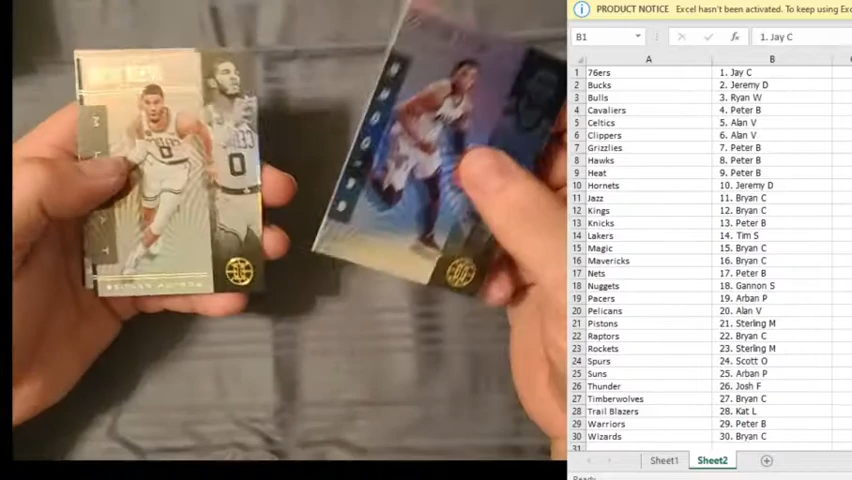 PRODUCT NOTICE Excel hasn't been activated. To keep using Exc
B1 fx 1. Jay C
A B
1 76ers 1. Jay C
2 Bucks 2. Jeremy D
3 Bulls 3. Ryan W
4 Cavaliers 4. Peter B
5 Celtics 5. Alan V
6 Clippers 6. Alan V
7 Grizzlies 7. Peter B
8 Hawks 8. Peter B
9 Heat 9. Peter B
10 Hornets 10. Jeremy D
11 Jazz 11. Bryan C
12 Kings 12. Bryan C
13 Knicks 13. Peter B
14 Lakers 14. Tim S
15 Magic 15. Bryan C
16 Mavericks 16. Bryan C
17 Nets 17. Peter B
18 Nuggets 18. Gannon S
19 Pacers 19. Arban P
20 Pelicans 20. Alan V
21 Pistons 21. Sterling M
22 Raptors 22. Bryan C
23 Rockets 23. Sterling M
24 Spurs 24. Scott O
25 Suns 25. Arban P
26 Thunder 26. Josh F
27 Timberwolves 27. Bryan C
28 Trail Blazers 28. Kat L
29 Warriors 29. Peter B
30 Wizards 30. Bryan C
31
Sheet1 Sheet2
Ready
0